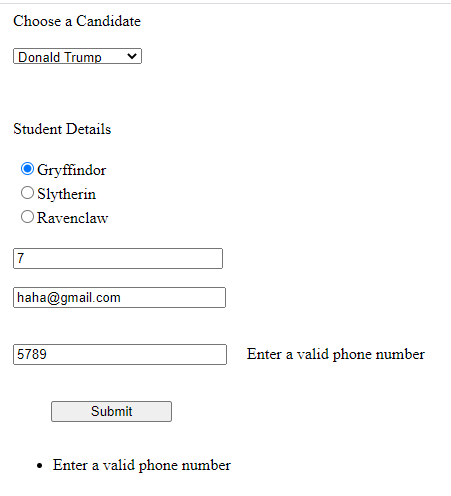 Choose a Candidate
Donald Trump
Student Details
Gryffindor
Slytherin
Ravenclaw
7
haha@gmail.com
5789 Enter a valid phone number
Submit
• Enter a valid phone number